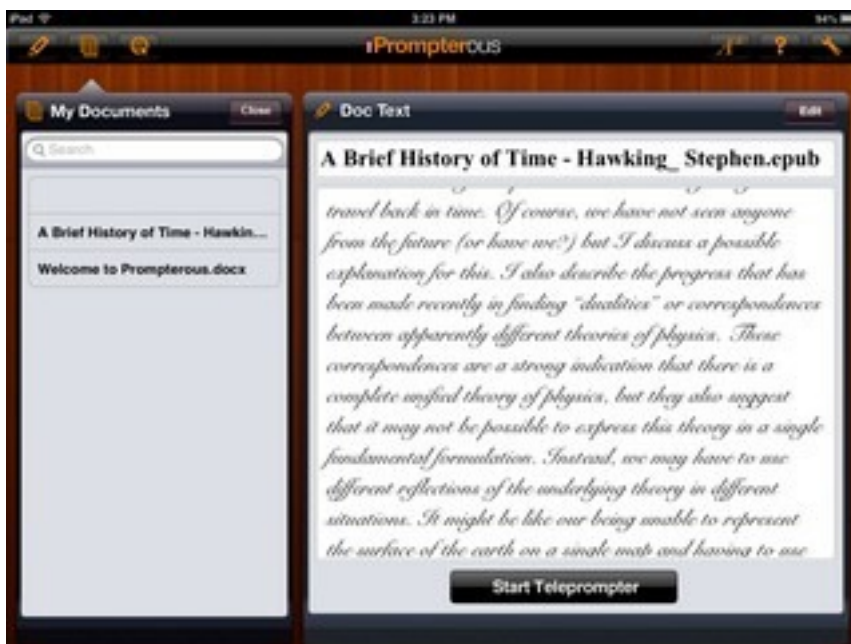 iPad
3:23 PM
94%
iPrompterous
?
My Documents
Close
Search
A Brief History of Time - Hawkin...
Welcome to Prompterous.docx
Doc Text
Edit
A Brief History of Time - Hawking_ Stephen.epub
travel back in time. Of course, we have not seen anyone
from the future (or have we?) but I discuss a possible
explanation for this. I also describe the progress that has
been made recently in finding “dualities” or correspondences
between apparently different theories of physics. These
correspondences are a strong indication that there is a
complete unified theory of physics, but they also suggest
that it may not be possible to express this theory in a single
fundamental formulation. Instead, we may have to use
different reflections of the underlying theory in different
situations. It might be like our being unable to represent
the surface of the earth on a single map and having to use
Start Teleprompter